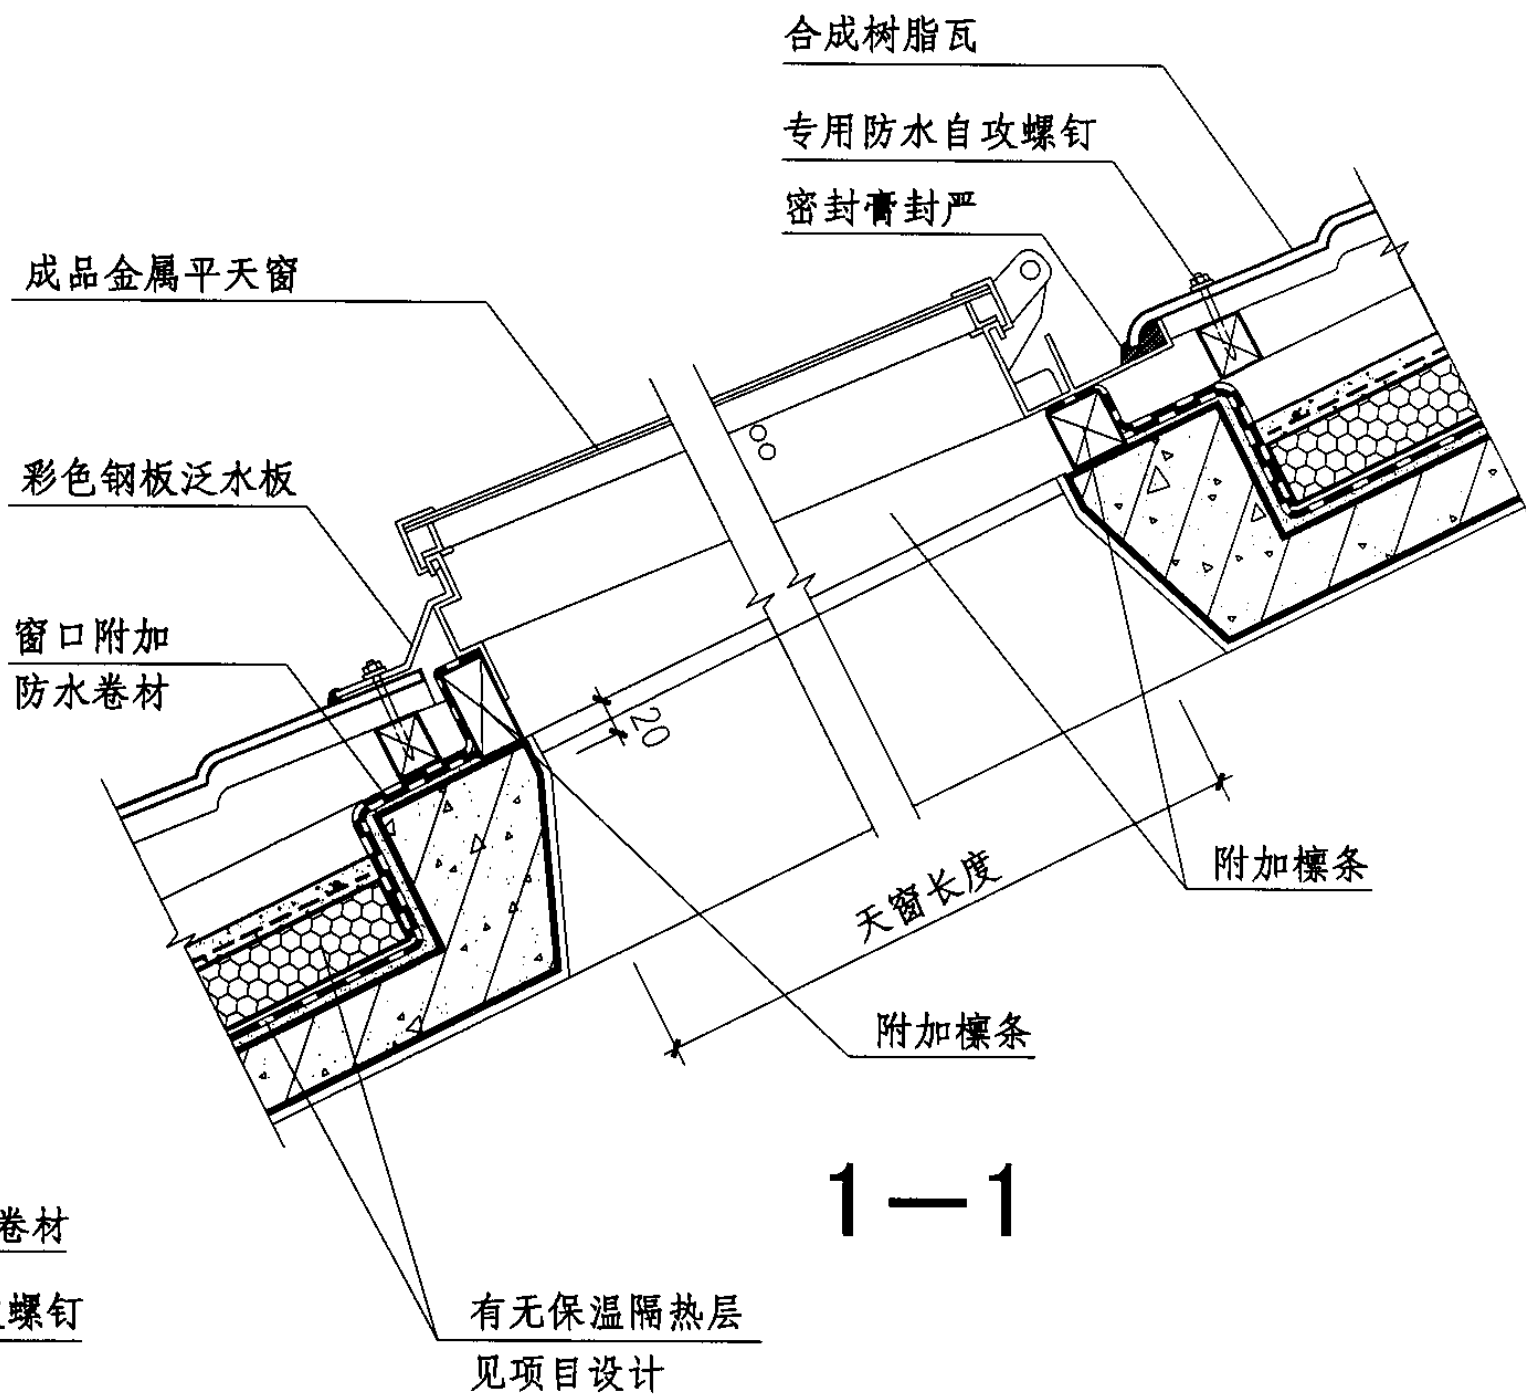 合成树脂瓦
专用防水自攻螺钉
密封膏封严
成品金属平天窗
彩色钢板泛水板
窗口附加
防水卷材
20
附加檩条
天窗长度
附加檩条
1—1
卷材
螺钉
有无保温隔热层
见项目设计